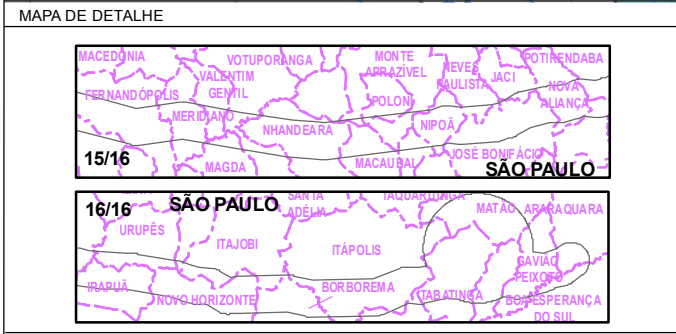 MAPA DE DETALHE
MACEDÔNIA
VOTUPORANGA
MONTE
APRAZÍVEL
NEVES
PAULISTA
JACI
POTIRENDABA
VALENTIM
GENTIL
FERNANDÓPOLIS
POLONI
NOVA
ALIANÇA
MERIDIANO
NHANDEARA
NIPOÃ
15/16
MAGDA
MACAUBAL
JOSÉ BONIFÁCIO
SÃO PAULO
16/16
SÃO PAULO
SANTA
ADÉLIA
TAQUARITINGA
MATÃO
ARARAQUARA
URUPÊS
ITAJOBI
ITÁPOLIS
GAVIÃO
PEIXOTO
IRAPUÃ
NOVO HORIZONTE
BORBOREMA
TABATINGA
BOA ESPERANÇA
DO SUL